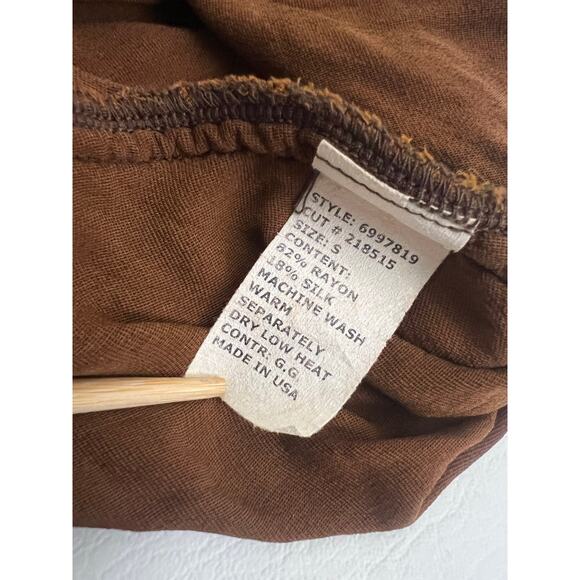 STYLE: 6997819
CUT # 218515
SIZE: S
CONTENT:
82% RAYON
18% SILK
MACHINE WASH
WARM
SEPARATELY
DRY LOW HEAT
CONTR: G.G
MADE IN USA